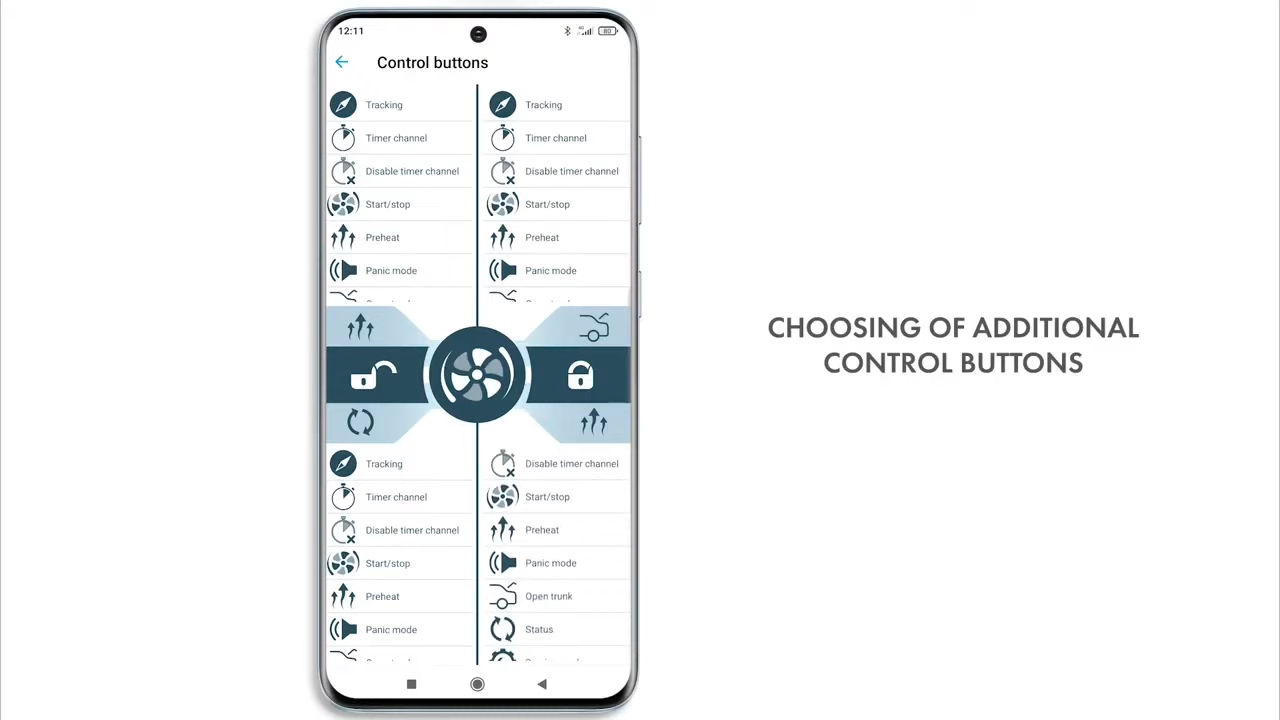 12:11
4G
80
Control buttons
Tracking
Timer channel
Disable timer channel
Start/stop
Preheat
Panic mode
Tracking
Timer channel
Disable timer channel
Start/stop
Preheat
Panic mode
Tracking
Timer channel
Disable timer channel
Start/stop
Preheat
Panic mode
Disable timer channel
Start/stop
Preheat
Panic mode
Open trunk
Status
CHOOSING OF ADDITIONAL
CONTROL BUTTONS